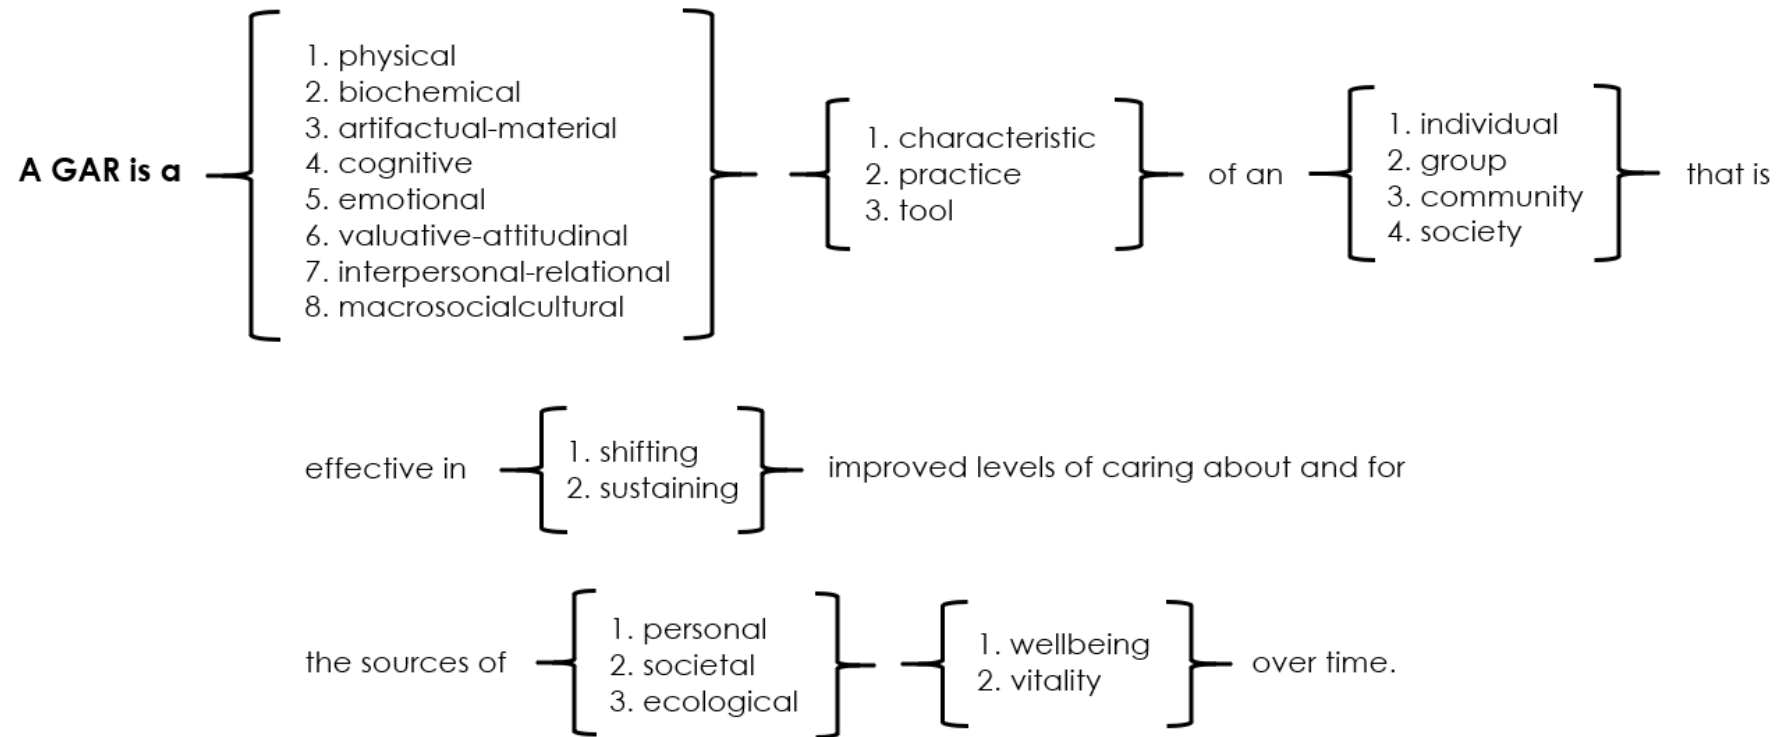 A GAR is a
1. physical
2. biochemical
3. artifactual-material
4. cognitive
5. emotional
6. valuative-attitudinal
7. interpersonal-relational
8. macrosocialcultural
1. characteristic
2. practice
3. tool
of an
1. individual
2. group
3. community
4. society
that is
effective in
1. shifting
2. sustaining
improved levels of caring about and for
the sources of
1. personal
2. societal
3. ecological
1. wellbeing
2. vitality
over time.